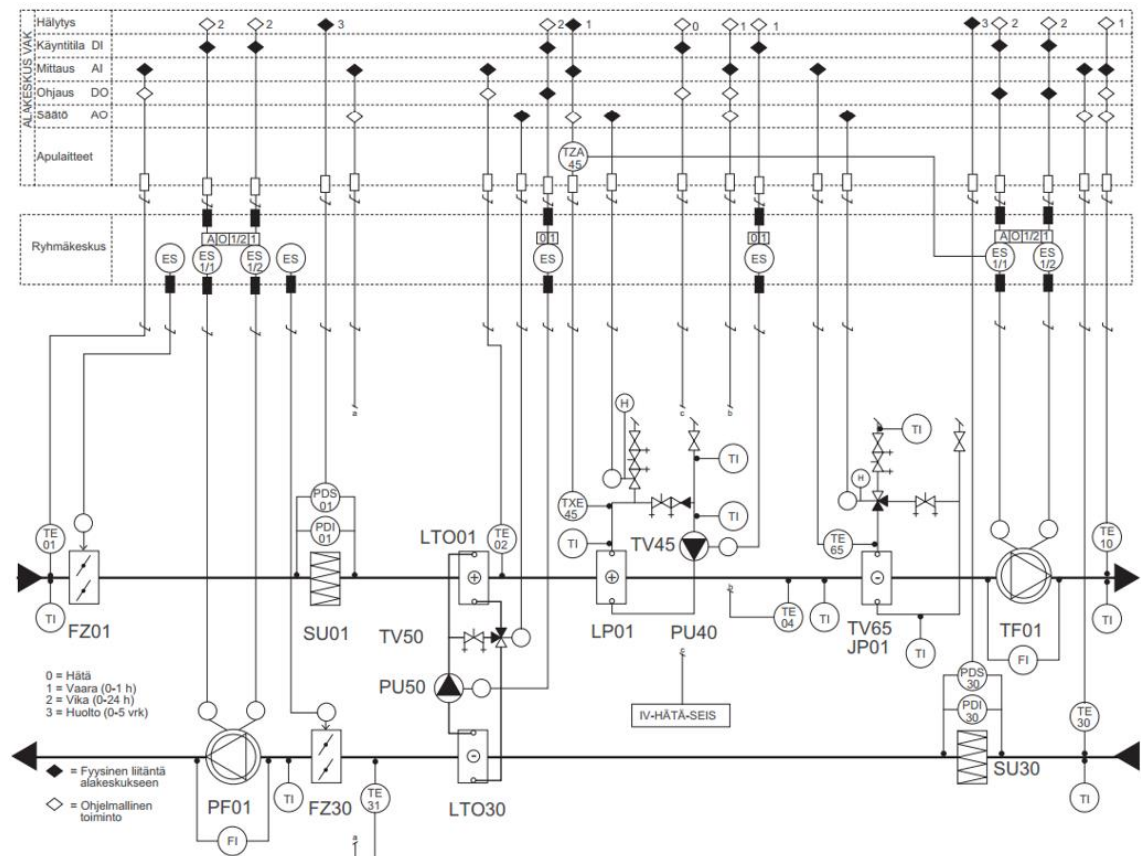 ALAKESKUS VAK
Hälytys 2 2 3 2 1 0 1 1 3 2 2 1
Käyntitila DI
Mittaus AI
Ohjaus DO
Säätö AO
Apulaitteet
TZA 45
Ryhmäkeskus
A O 1/2 1
0 1
0 1
A O 1/2 1
ES
ES 1/1
ES 1/2
ES
ES
ES
ES 1/1
ES 1/2
a
c
b
H
TI
TI
H
PDS 01
PDI 01
TXE 45
TI
TI
TE 01
LTO01
TE 02
TV45
TE 65
TE 10
TI
FZ01
SU01
TV50
LP01
PU40
b
TE 04
TI
TV65
JP01
TI
TF01
TI
c
FI
0 = Hätä
1 = Vaara (0-1 h)
2 = Vika (0-24 h)
3 = Huolto (0-5 vrk)
PU50
IV-HÄTÄ-SEIS
PDS 30
PDI 30
TE 30
= Fyysinen liitäntä
alakeskukseen
= Ohjelmallinen
toiminto
PF01
TI
FZ30
TE 31
LTO30
SU30
TI
FI
a